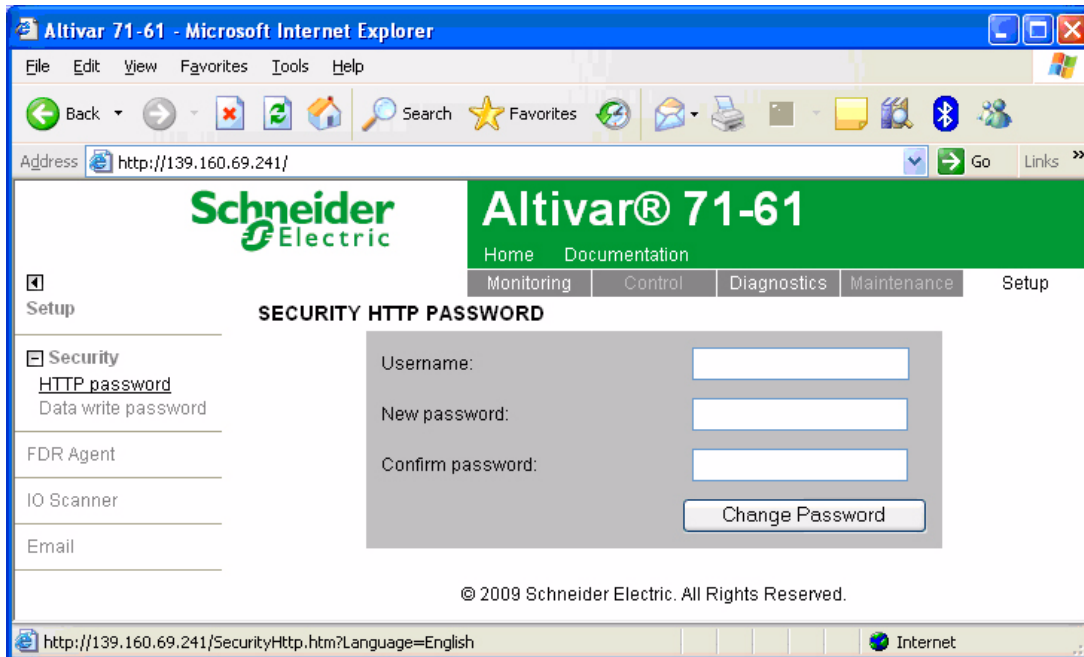 Altivar 71-61 - Microsoft Internet Explorer
File Edit View Favorites Tools Help
Back Search Favorites
Address http://139.160.69.241/ Go Links »
Schneider Electric
Altivar® 71-61
Home Documentation
Monitoring Control Diagnostics Maintenance Setup
Setup
SECURITY HTTP PASSWORD
Security
HTTP password
Data write password
FDR Agent
IO Scanner
Email
Username:
New password:
Confirm password:
Change Password
© 2009 Schneider Electric. All Rights Reserved.
http://139.160.69.241/SecurityHttp.htm?Language=English Internet